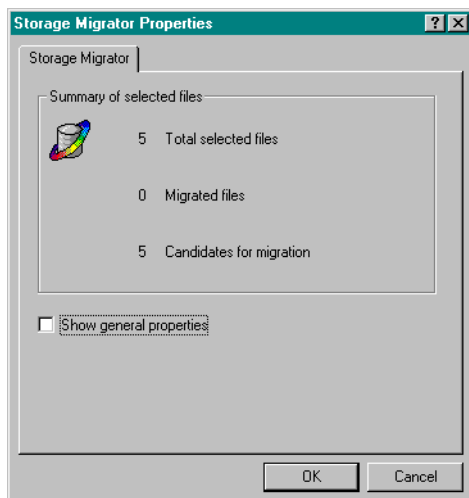 Storage Migrator Properties
Storage Migrator
Summary of selected files
5 Total selected files
0 Migrated files
5 Candidates for migration
Show general properties
OK Cancel